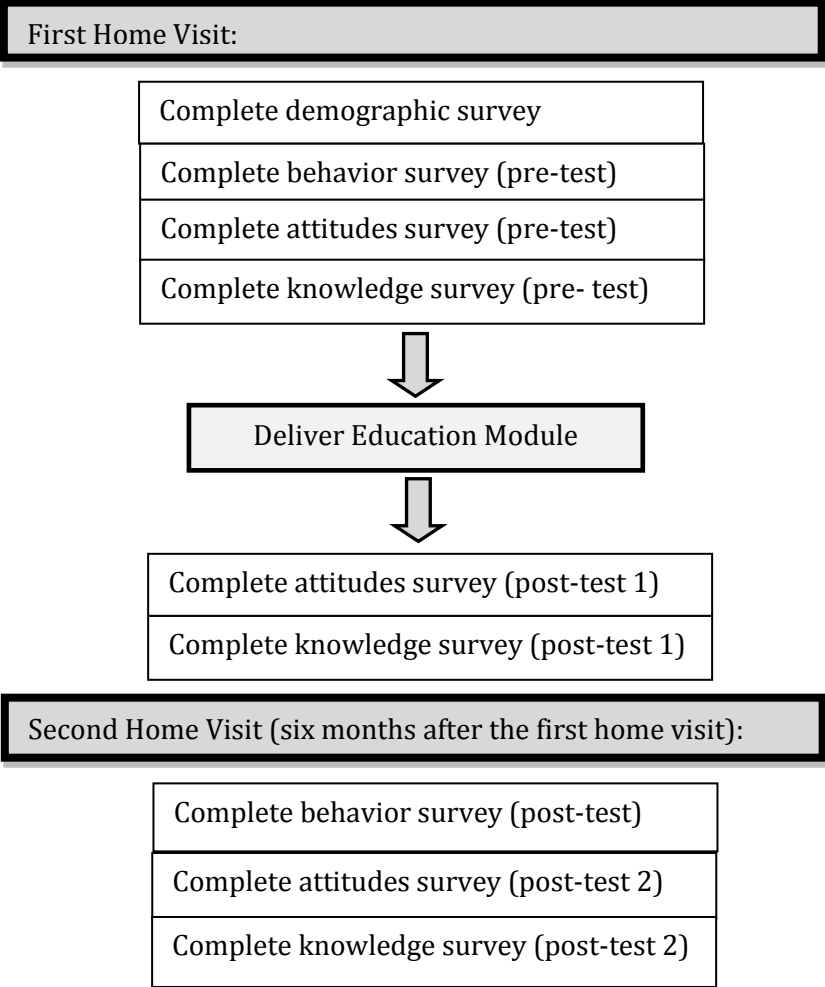 First Home Visit:
Complete demographic survey
Complete behavior survey (pre-test)
Complete attitudes survey (pre-test)
Complete knowledge survey (pre- test)
Deliver Education Module
Complete attitudes survey (post-test 1)
Complete knowledge survey (post-test 1)
Second Home Visit (six months after the first home visit):
Complete behavior survey (post-test)
Complete attitudes survey (post-test 2)
Complete knowledge survey (post-test 2)